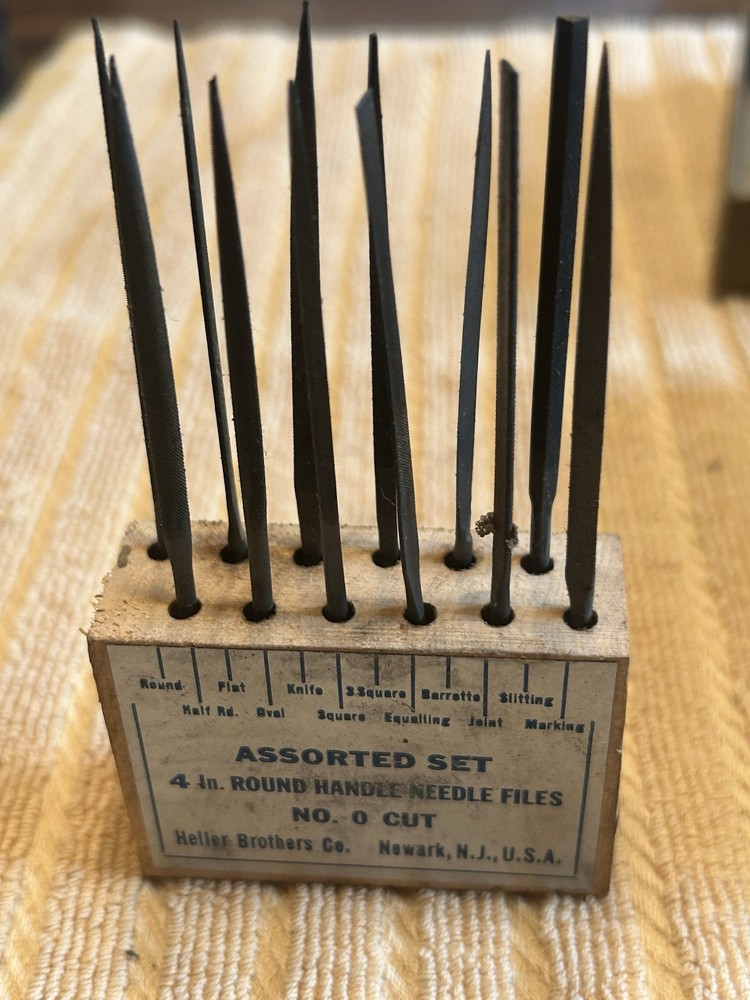 Round Flat Knife 3.Square Barrette Slitting
Half Rd. Oval Square Equalling Joint Marking
ASSORTED SET
4 in. ROUND HANDLE NEEDLE FILES
NO. 0 CUT
Heller Brothers Co. Newark, N.J., U.S.A.